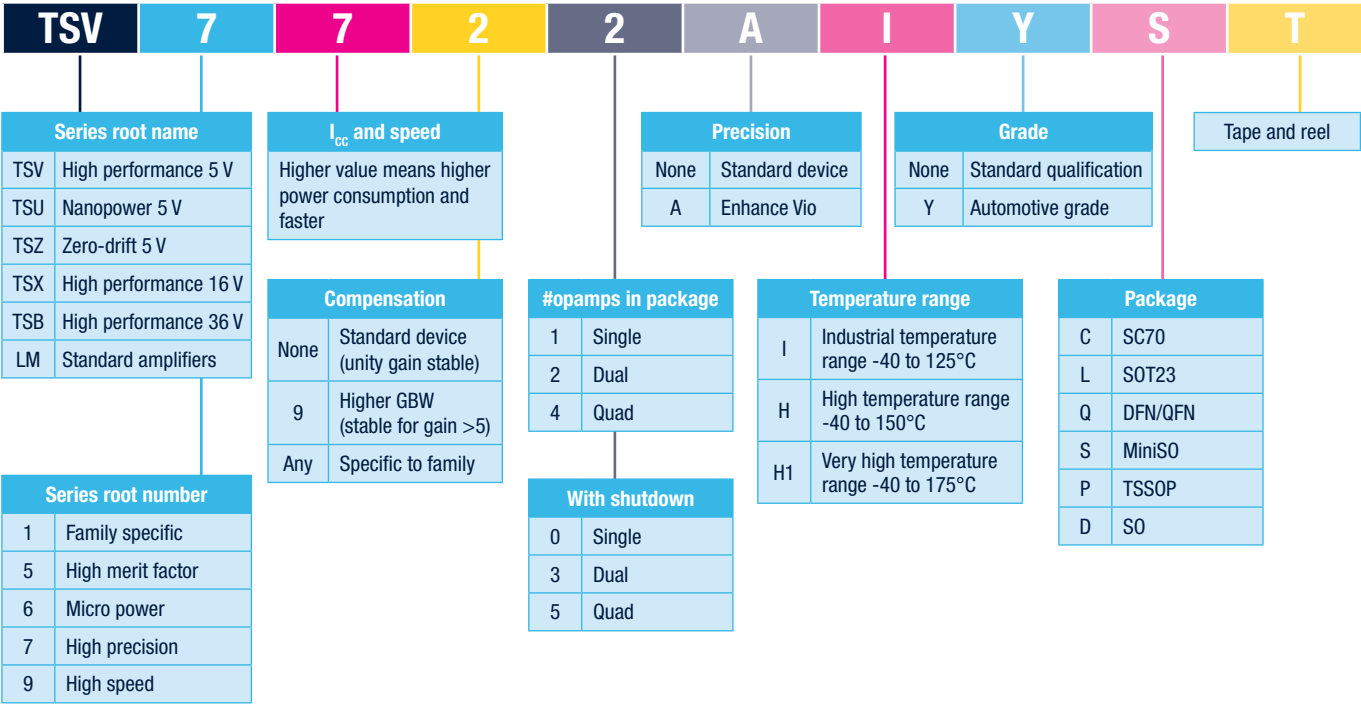 TSV 7 7 2 2 A I Y S T
Series root name
TSV High performance 5 V
TSU Nanopower 5 V
TSZ Zero-drift 5 V
TSX High performance 16 V
TSB High performance 36 V
LM Standard amplifiers
Series root number
1 Family specific
5 High merit factor
6 Micro power
7 High precision
9 High speed
Icc and speed
Higher value means higher
power consumption and
faster
Compensation
None Standard device
(unity gain stable)
9 Higher GBW
(stable for gain >5)
Any Specific to family
#opamps in package
1 Single
2 Dual
4 Quad
With shutdown
0 Single
3 Dual
5 Quad
Precision
None Standard device
A Enhance Vio
Temperature range
I Industrial temperature
range -40 to 125°C
H High temperature range
-40 to 150°C
H1 Very high temperature
range -40 to 175°C
Grade
None Standard qualification
Y Automotive grade
Package
C SC70
L SOT23
Q DFN/QFN
S MiniSO
P TSSOP
D SO
Tape and reel